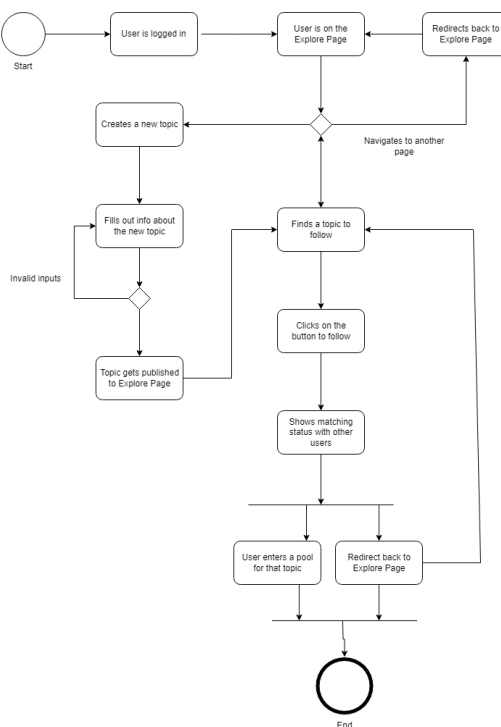 Start
User is logged in
User is on the
Explore Page
Redirects back to
Explore Page
Creates a new topic
Navigates to another
page
Fills out info about
the new topic
Finds a topic to
follow
Invalid inputs
Clicks on the
button to follow
Topic gets published
to Explore Page
Shows matching
status with other
users
User enters a pool
for that topic
Redirect back to
Explore Page
End